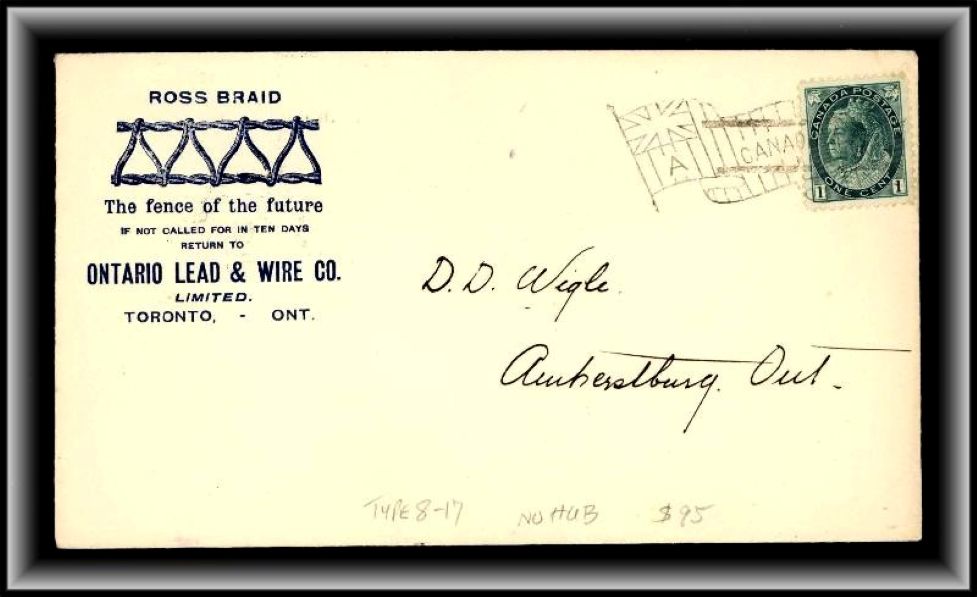 ROSS BRAID
The fence of the future
IF NOT CALLED FOR IN TEN DAYS
RETURN TO
ONTARIO LEAD & WIRE CO.
LIMITED.
TORONTO, - ONT.
A
CANAD
CANADA POSTAGE
1 ONE CENT 1
D. D. Wigle.
Amherstburg. Ont.
TYPE 8-17 NO HUB $95